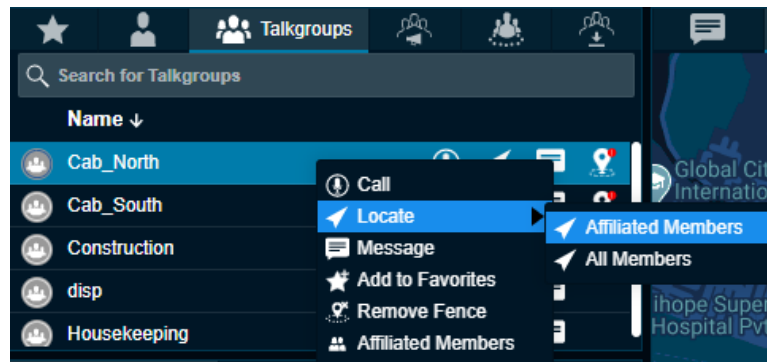 Talkgroups
Search for Talkgroups
Name ↓
Cab_North
Call
Global Cit
Internatio
Cab_South
Locate
Affiliated Members
Construction
Message
All Members
disp
Add to Favorites
ihope Super
Remove Fence
Hospital Pvt
Housekeeping
Affiliated Members